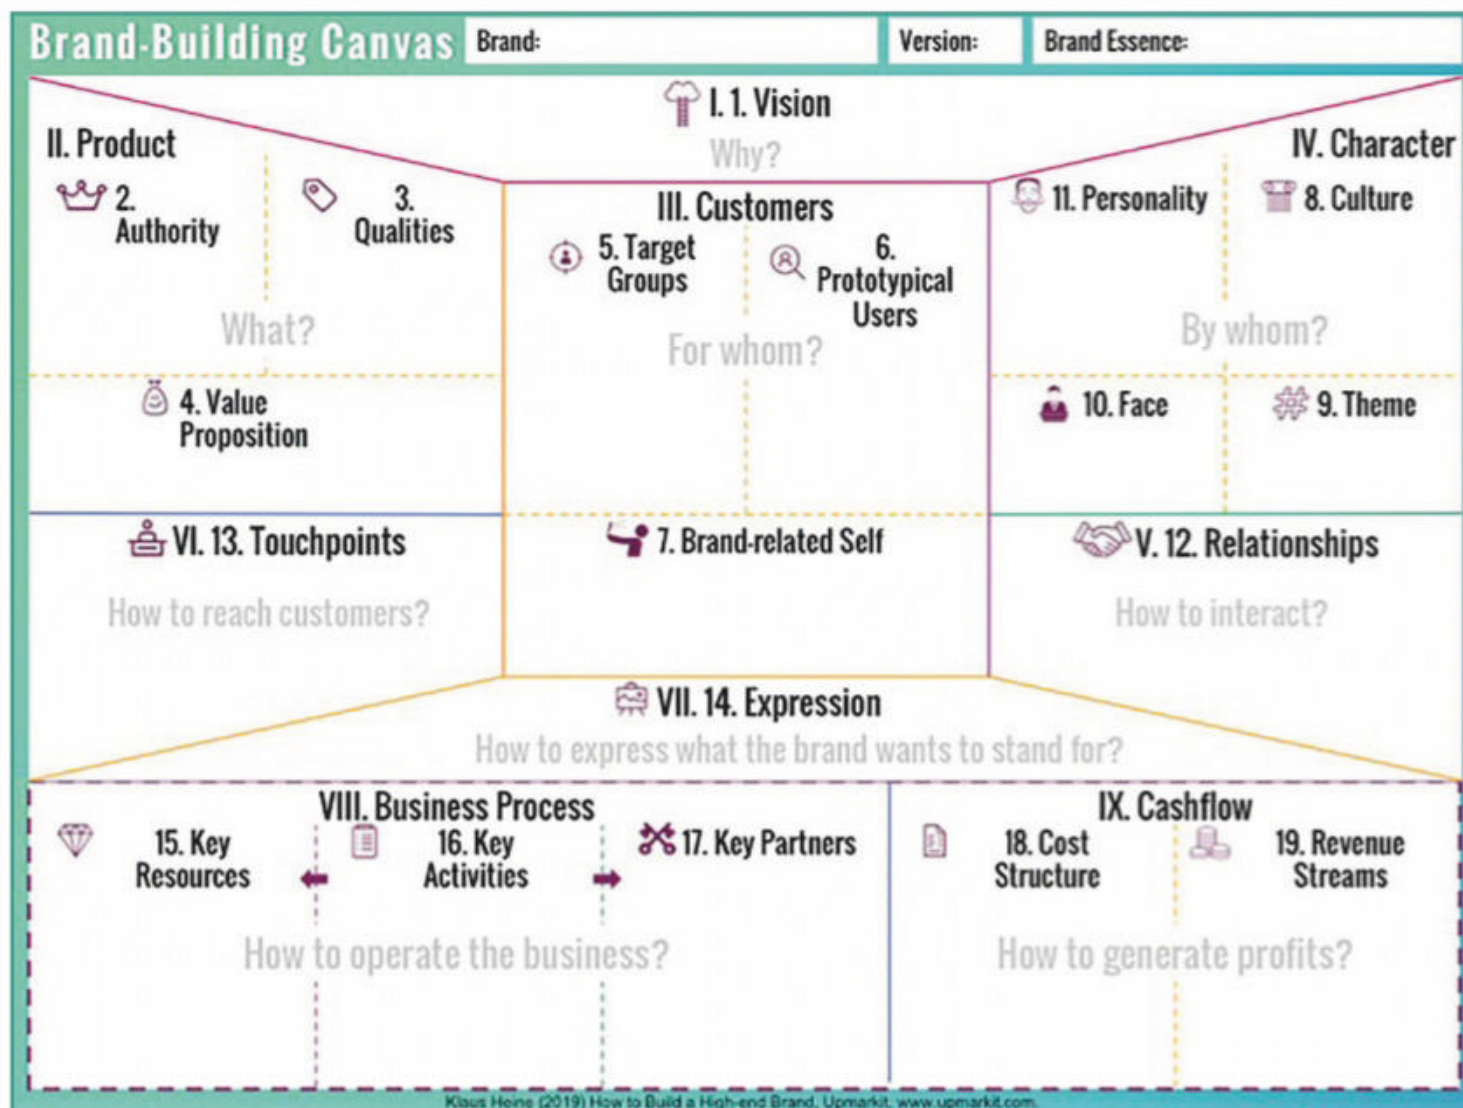 Brand-Building Canvas
Brand:
Version:
Brand Essence:
I. 1. Vision
Why?
II. Product
2.
Authority
3.
Qualities
What?
4. Value
Proposition
III. Customers
5. Target
Groups
6.
Prototypical
Users
For whom?
7. Brand-related Self
IV. Character
11. Personality
8. Culture
By whom?
10. Face
9. Theme
VI. 13. Touchpoints
How to reach customers?
V. 12. Relationships
How to interact?
VII. 14. Expression
How to express what the brand wants to stand for?
VIII. Business Process
15. Key
Resources
16. Key
Activities
17. Key Partners
How to operate the business?
IX. Cashflow
18. Cost
Structure
19. Revenue
Streams
How to generate profits?
Klaus Heine (2019) How to Build a High-end Brand, Upmarkit, www.upmarkit.com.